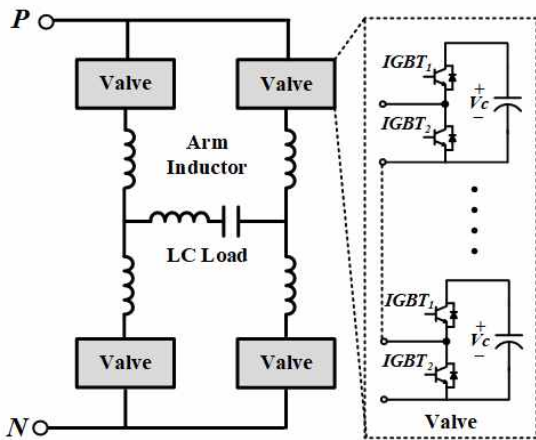 P
Valve
Valve
Arm
Inductor
LC Load
Valve
Valve
N
IGBT₁
+
Vc
−
IGBT₂
IGBT₁
+
Vc
−
IGBT₂
Valve